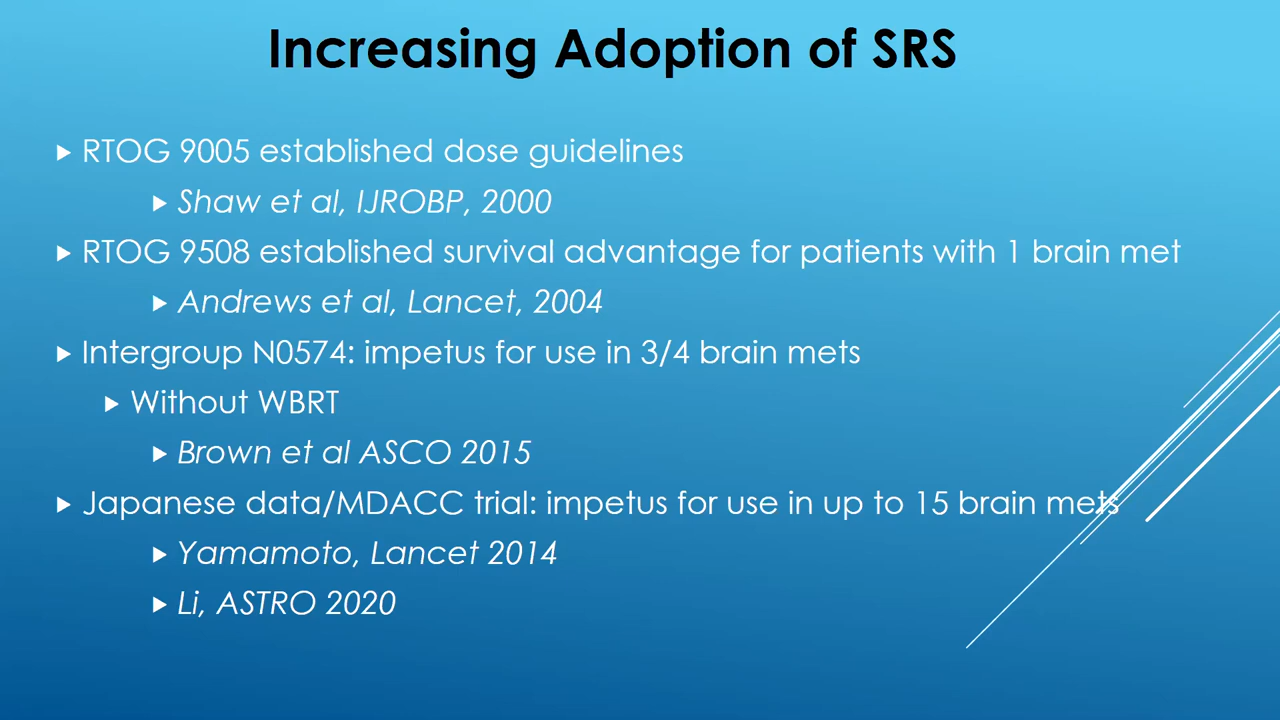 Increasing Adoption of SRS
RTOG 9005 established dose guidelines
Shaw et al, IJROBP, 2000
RTOG 9508 established survival advantage for patients with 1 brain met
Andrews et al, Lancet, 2004
Intergroup N0574: impetus for use in 3/4 brain mets
Without WBRT
Brown et al ASCO 2015
Japanese data/MDACC trial: impetus for use in up to 15 brain mets
Yamamoto, Lancet 2014
Li, ASTRO 2020